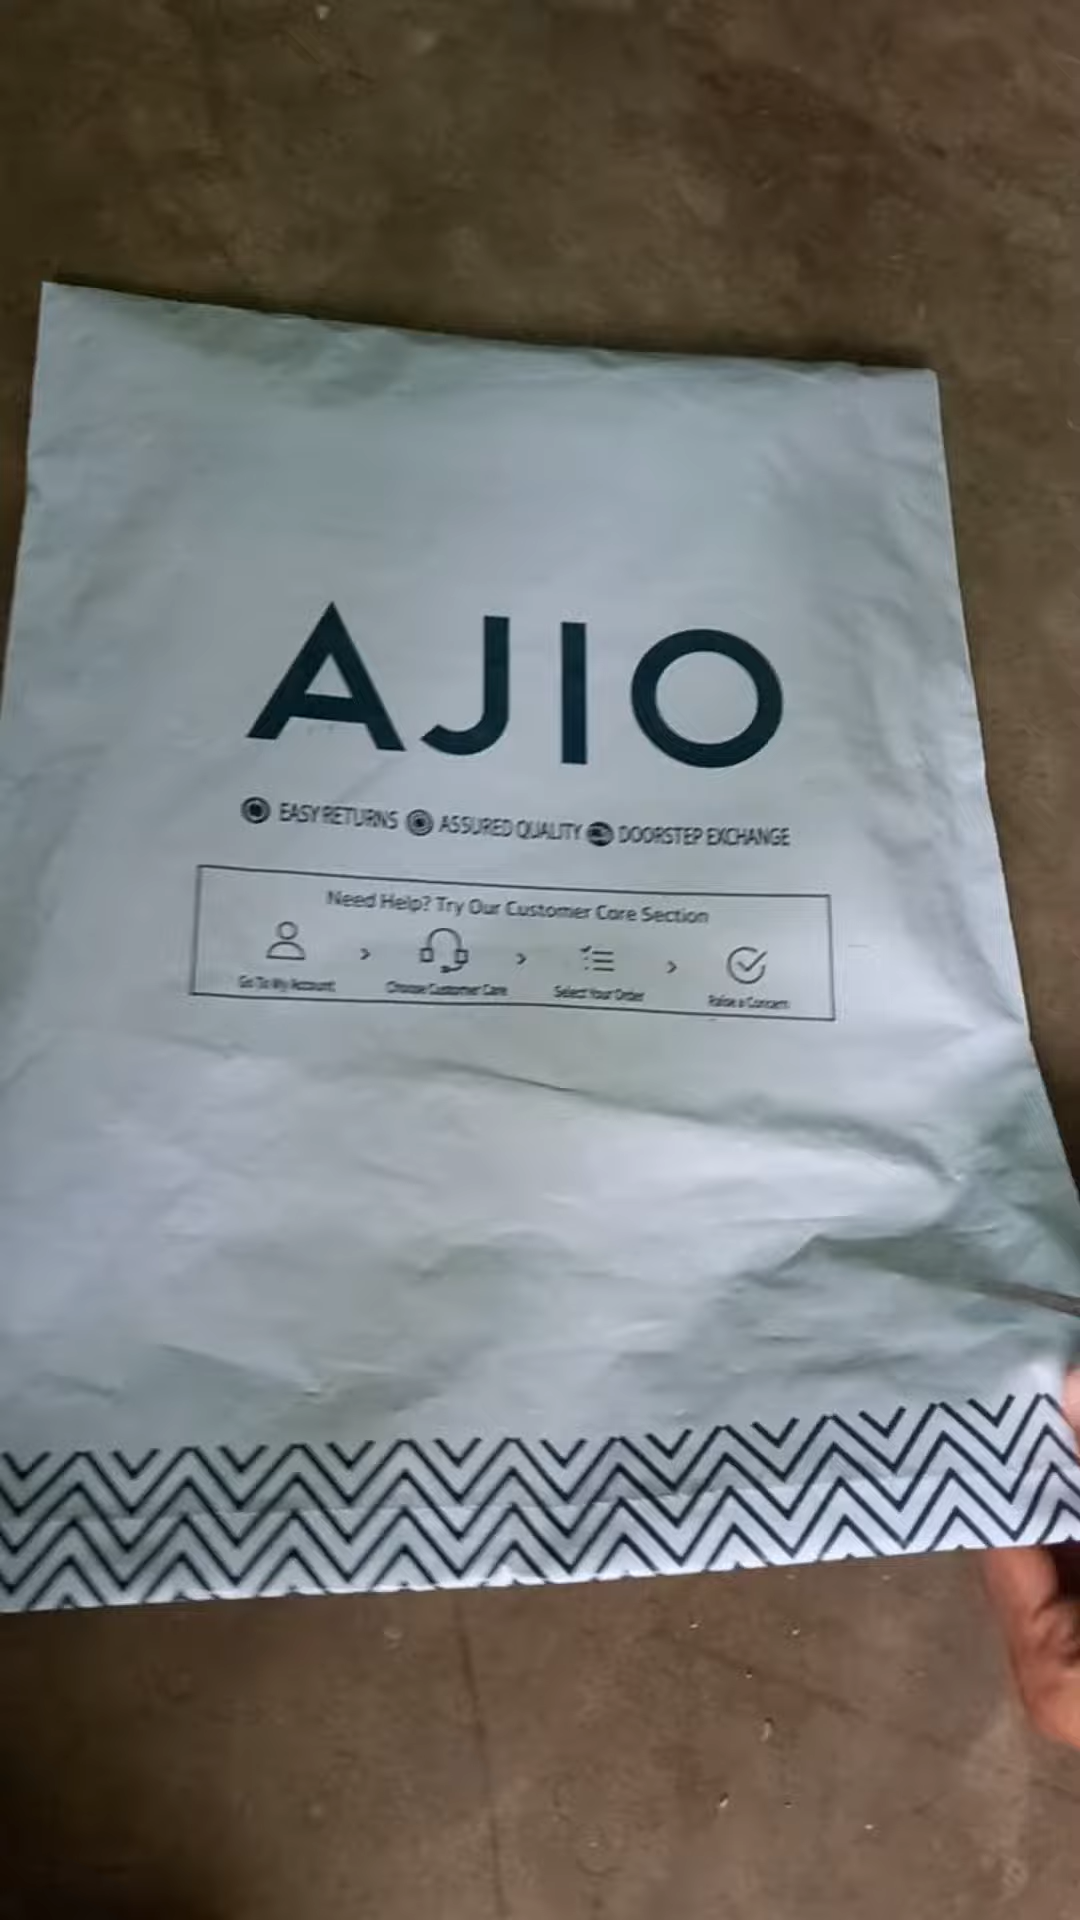 AJIO
EASY RETURNS ASSURED QUALITY DOORSTEP EXCHANGE
Need Help? Try Our Customer Care Section
Go To My Account > Choose Customer Care > Select Your Order > Raise a Concern